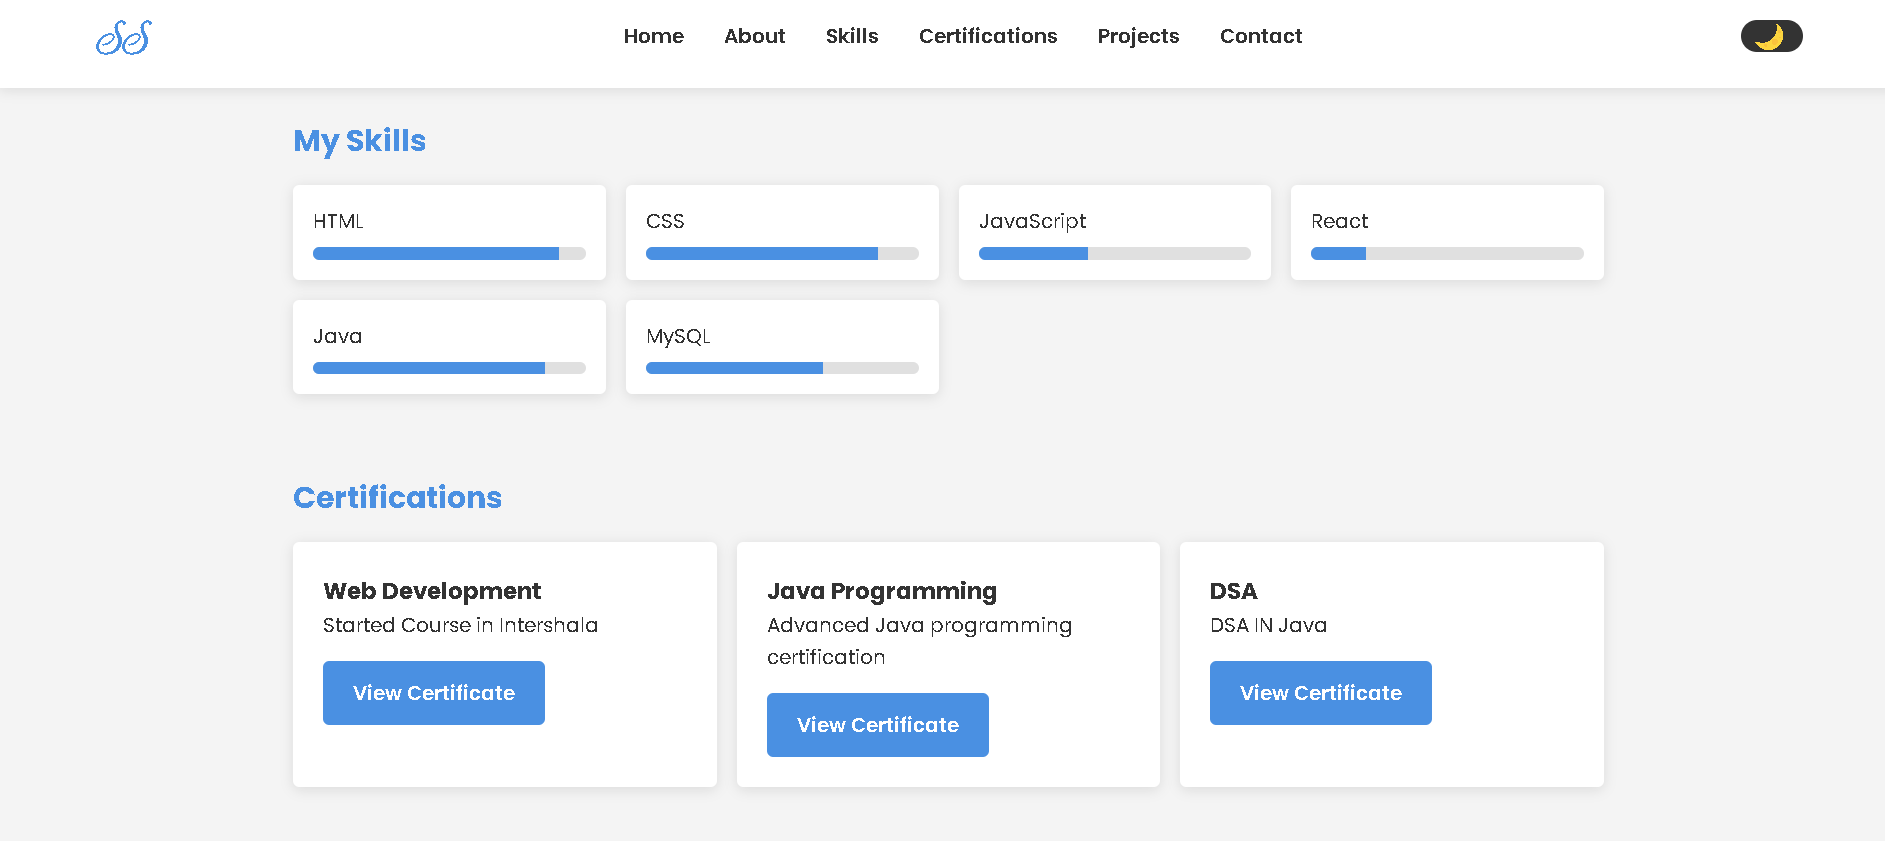 SS
Home About Skills Certifications Projects Contact
My Skills
HTML
CSS
JavaScript
React
Java
MySQL
Certifications
Web Development
Started Course in Intershala
View Certificate
Java Programming
Advanced Java programming
certification
View Certificate
DSA
DSA IN Java
View Certificate